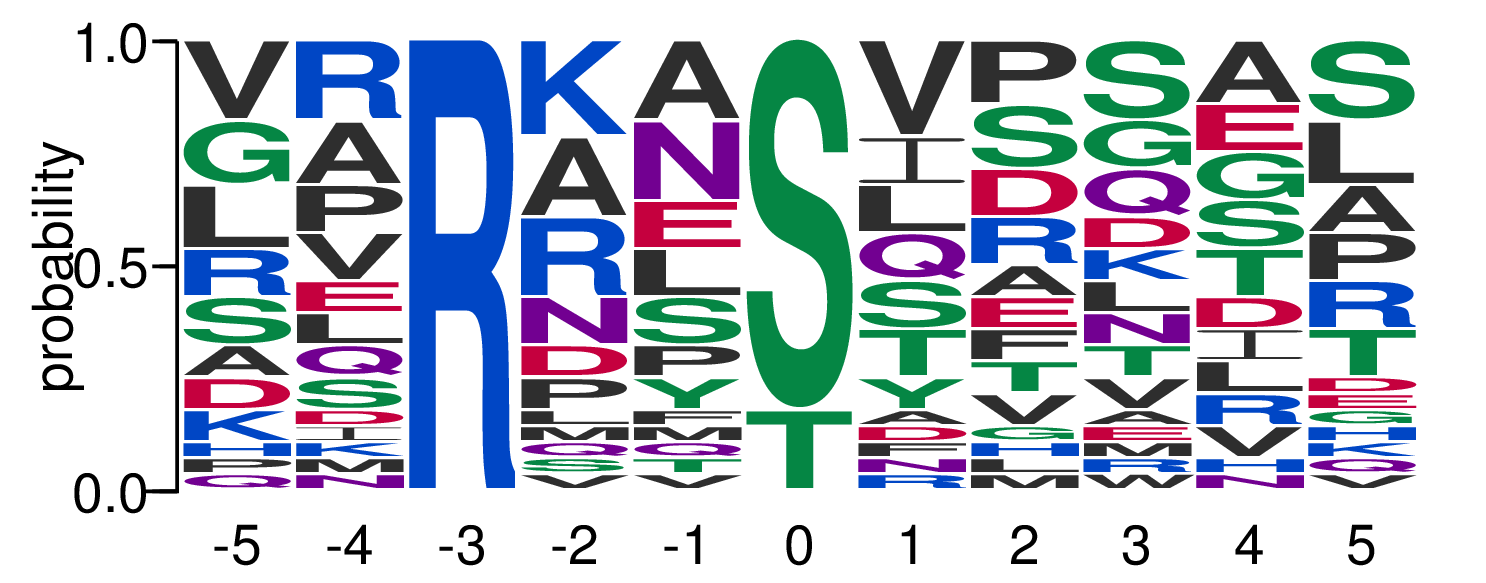 probability
1.0
0.5
0.0
V G L R S A D K H P Q
R A P V E L Q S D I K M N
R
K A R N D P L M Q S V
A N E L S P Y F M Q T V
S T
V I L Q S T Y A D F N R
P S D R A E F T V G H L M
S G Q D K L N T V A E M R W
A E G S T D I L R V H N
S L A P R T D E G H K Q V
-5 -4 -3 -2 -1 0 1 2 3 4 5